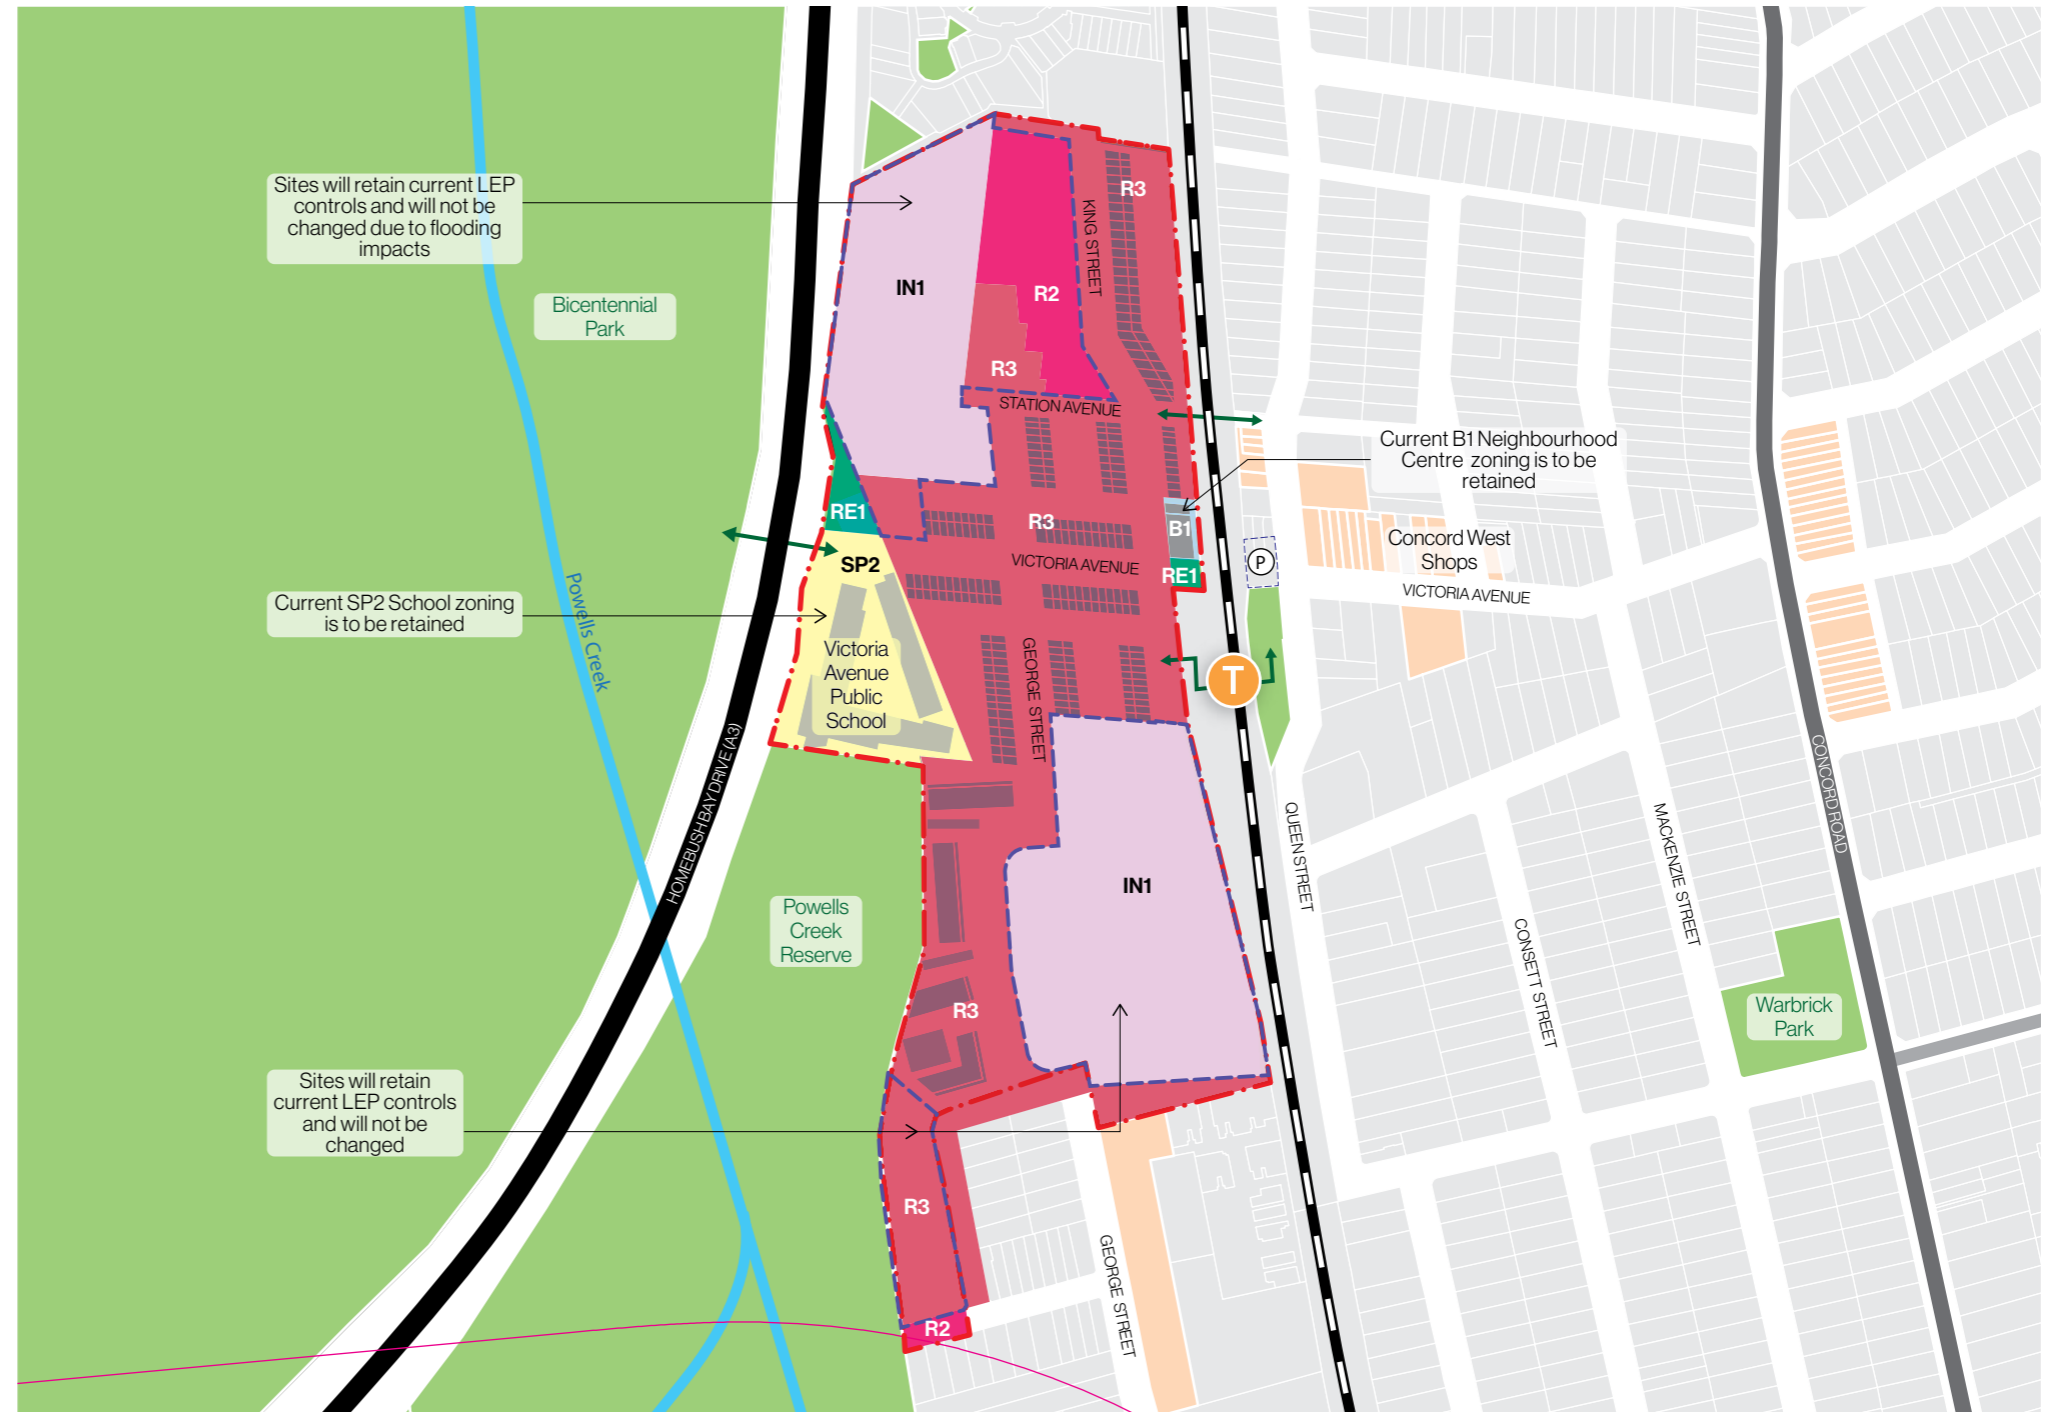 Sites will retain current LEP
controls and will not be
changed due to flooding
impacts
Bicentennial
Park
IN1
R2
R3
KING STREET
R3
STATION AVENUE
Current B1 Neighbourhood
Centre zoning is to be
retained
RE1
R3
B1
SP2
VICTORIA AVENUE
RE1
P
Concord West
Shops
VICTORIA AVENUE
Current SP2 School zoning
is to be retained
Powells Creek
Victoria
Avenue
Public
School
GEORGE STREET
T
HOMEBUSH BAY DRIVE (A3)
QUEEN STREET
MACKENZIE STREET
CONCORD ROAD
IN1
Powells
Creek
Reserve
CONSETT STREET
R3
Warbrick
Park
Sites will retain
current LEP controls
and will not be
changed
R3
GEORGE STREET
R2